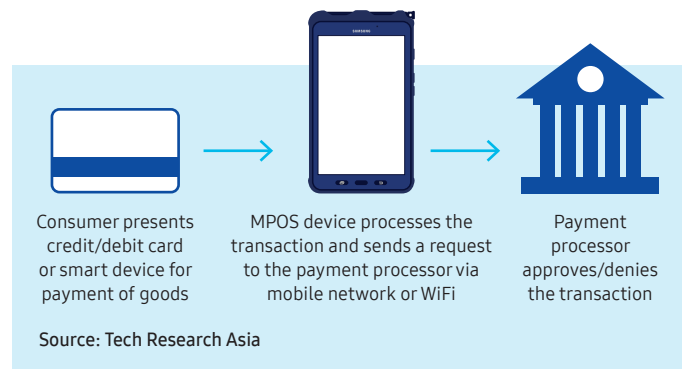 SAMSUNG
Consumer presents
credit/debit card
or smart device for
payment of goods
MPOS device processes the
transaction and sends a request
to the payment processor via
mobile network or WiFi
Payment
processor
approves/denies
the transaction
Source: Tech Research Asia